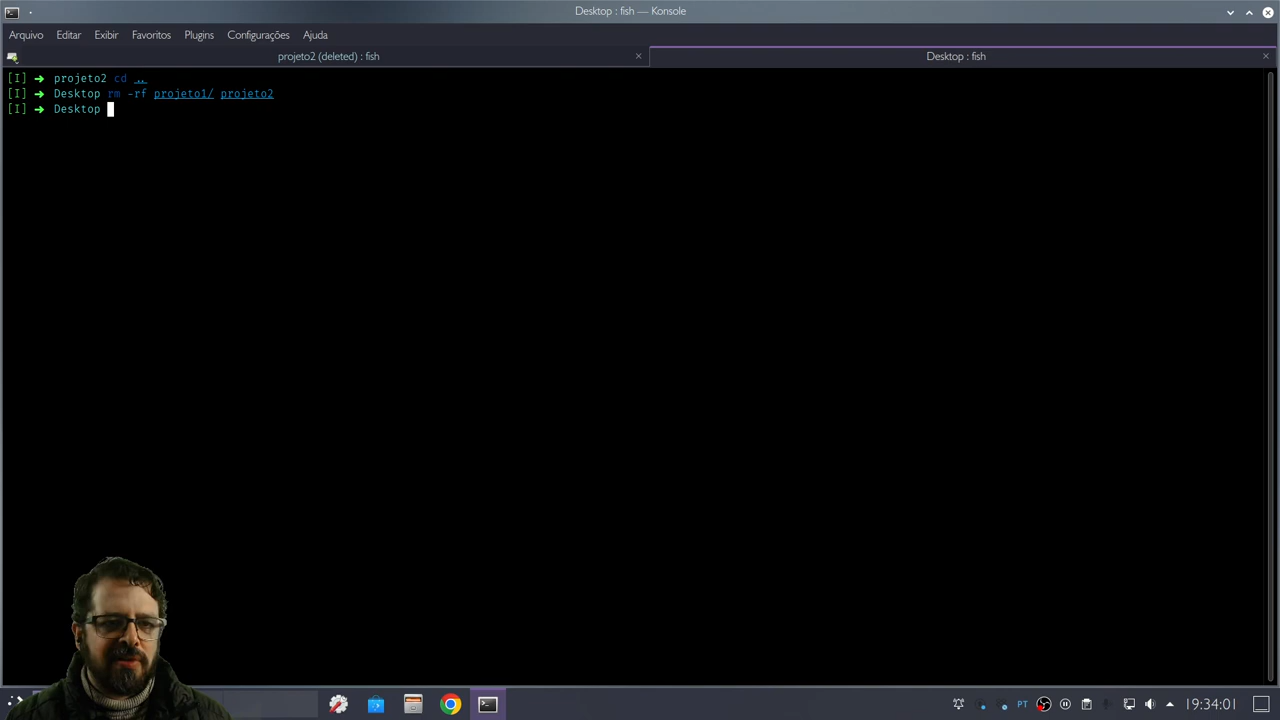 Desktop : fish — Konsole
Arquivo Editar Exibir Favoritos Plugins Configurações Ajuda
projeto2 (deleted) : fish
Desktop : fish
[I] ➜ projeto2 cd ..
[I] ➜ Desktop rm -rf projeto1/ projeto2
[I] ➜ Desktop
PT
19:34:01